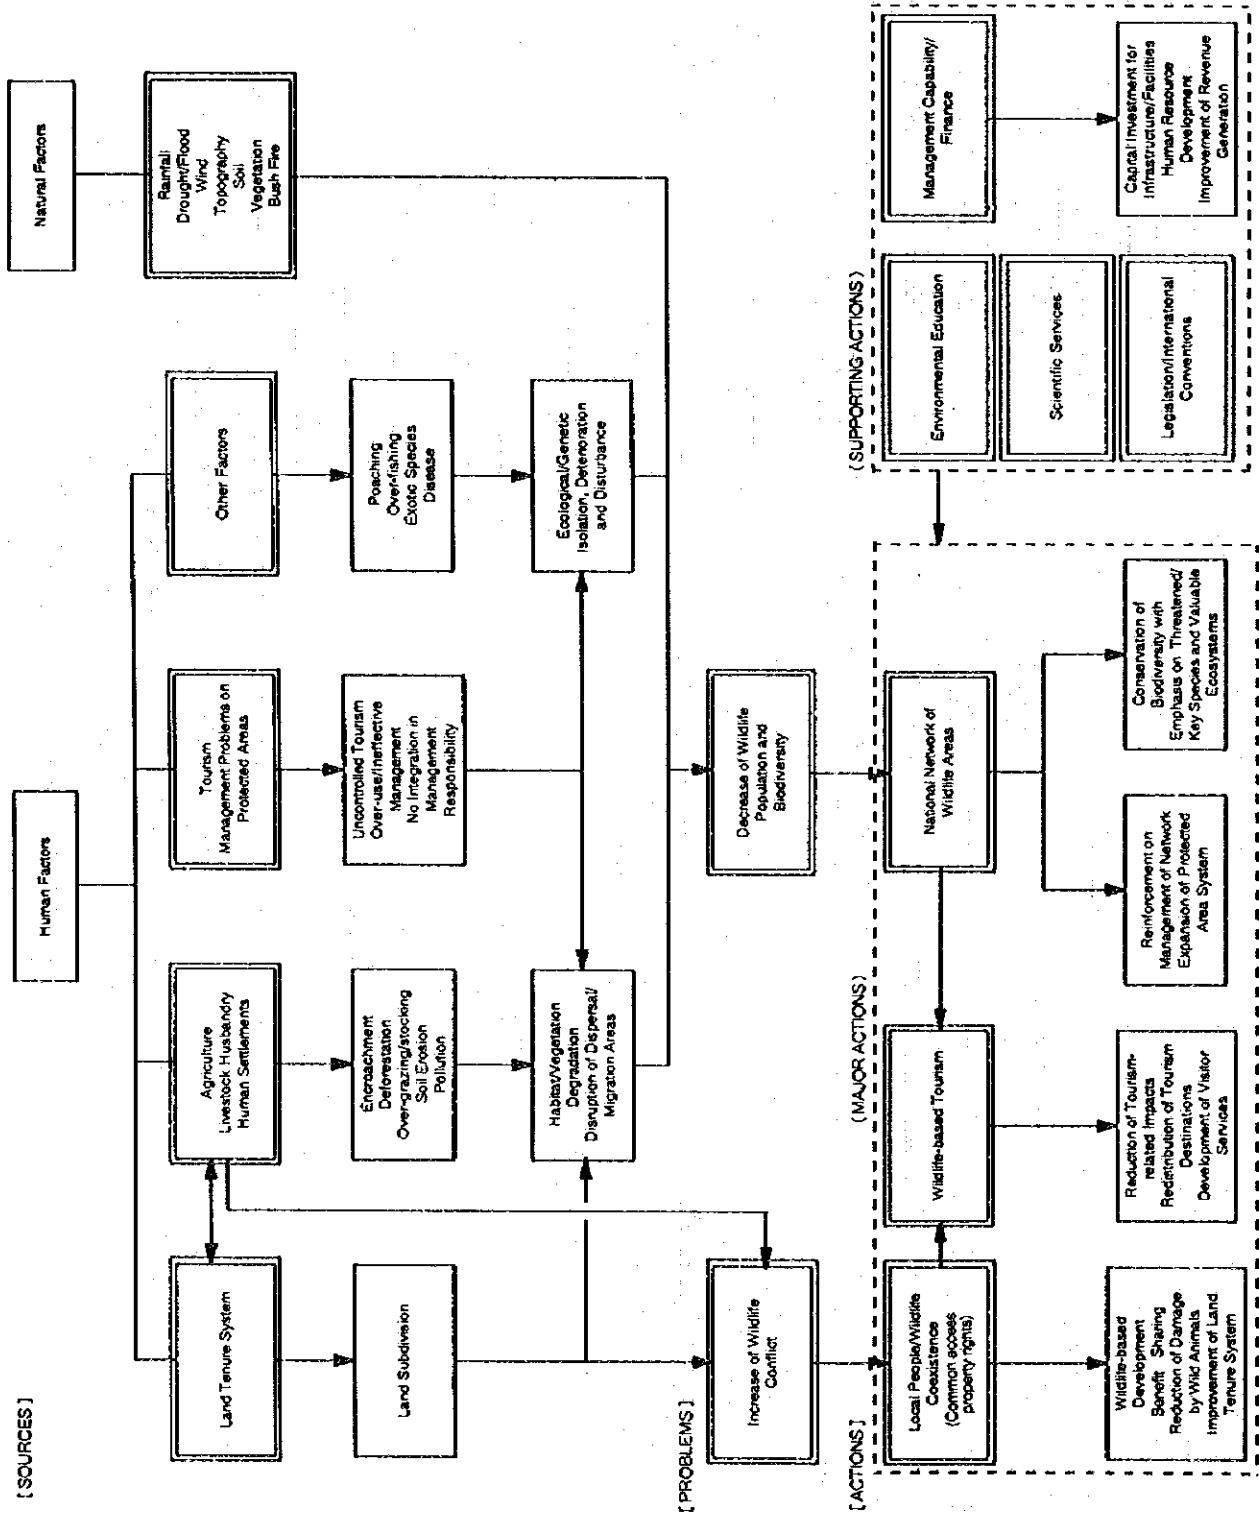 [ SOURCES ]
Human Factors
Natural Factors
Land Tenure System
Agriculture
Livestock Husbandry
Human Settlements
Tourism
Management Problems on
Protected Areas
Other Factors
Rainfall
Drought/Flood
Wind
Topography
Soil
Vegetation
Bush Fire
Land Subdivision
Encroachment
Deforestation
Over-grazing/stocking
Soil Erosion
Pollution
Uncontrolled Tourism
Over-use/Ineffective
Management
No Integration in
Management
Responsibility
Poaching
Over-fishing
Exotic Species
Disease
Habitat/Vegetation
Degradation
Disruption of Dispersal/
Migration Areas
Ecological/Genetic
Isolation, Deterioration
and Disturbance
[ PROBLEMS ]
Increase of Wildlife
Conflict
Decrease of Wildlife
Population and
Biodiversity
[ ACTIONS ]
(MAJOR ACTIONS)
(SUPPORTING ACTIONS)
Local People/Wildlife
Coexistence
(Common access
property rights)
Wildlife-based Tourism
National Network of
Wildlife Areas
Environmental Education
Management Capability/
Finance
Scientific Services
Wildlife-based
Development
Benefit Sharing
Reduction of Damage
by Wild Animals
Improvement of Land
Tenure System
Reduction of Tourism-
related Impacts
Redistribution of Tourism
Destinations
Development of Visitor
Services
Reinforcement on
Management of Network
Expansion of Protected
Area System
Conservation of
Biodiversity with
Emphasis on Threatened/
Key Species and Valuable
Ecosystems
Legislation/International
Conventions
Capital Investment for
Infrastructure/Facilities
Human Resource
Development
Improvement of Revenue
Generation